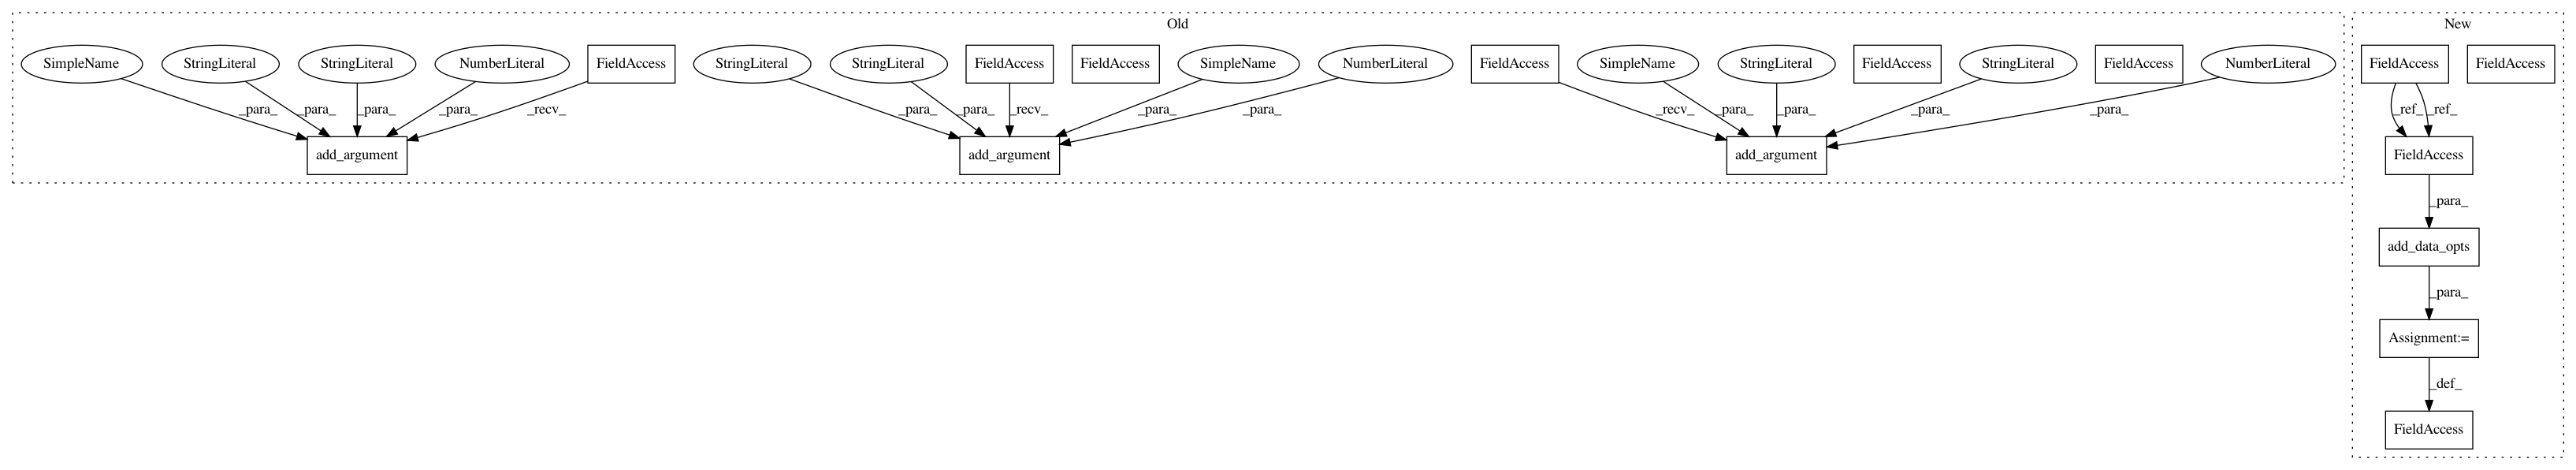 Old
New
SimpleName
StringLiteral
StringLiteral
NumberLiteral
FieldAccess
StringLiteral
StringLiteral
FieldAccess
FieldAccess
SimpleName
NumberLiteral
FieldAccess
SimpleName
StringLiteral
FieldAccess
StringLiteral
FieldAccess
NumberLiteral
FieldAccess
FieldAccess
_para_
_para_
_para_
_para_
_recv_
_para_
_para_
_recv_
_para_
_para_
_recv_
_para_
_para_
_para_
_para_
_ref_
_ref_
add_argument
add_argument
add_argument
FieldAccess
_para_
add_data_opts
_para_
Assignment:=
_def_
FieldAccess